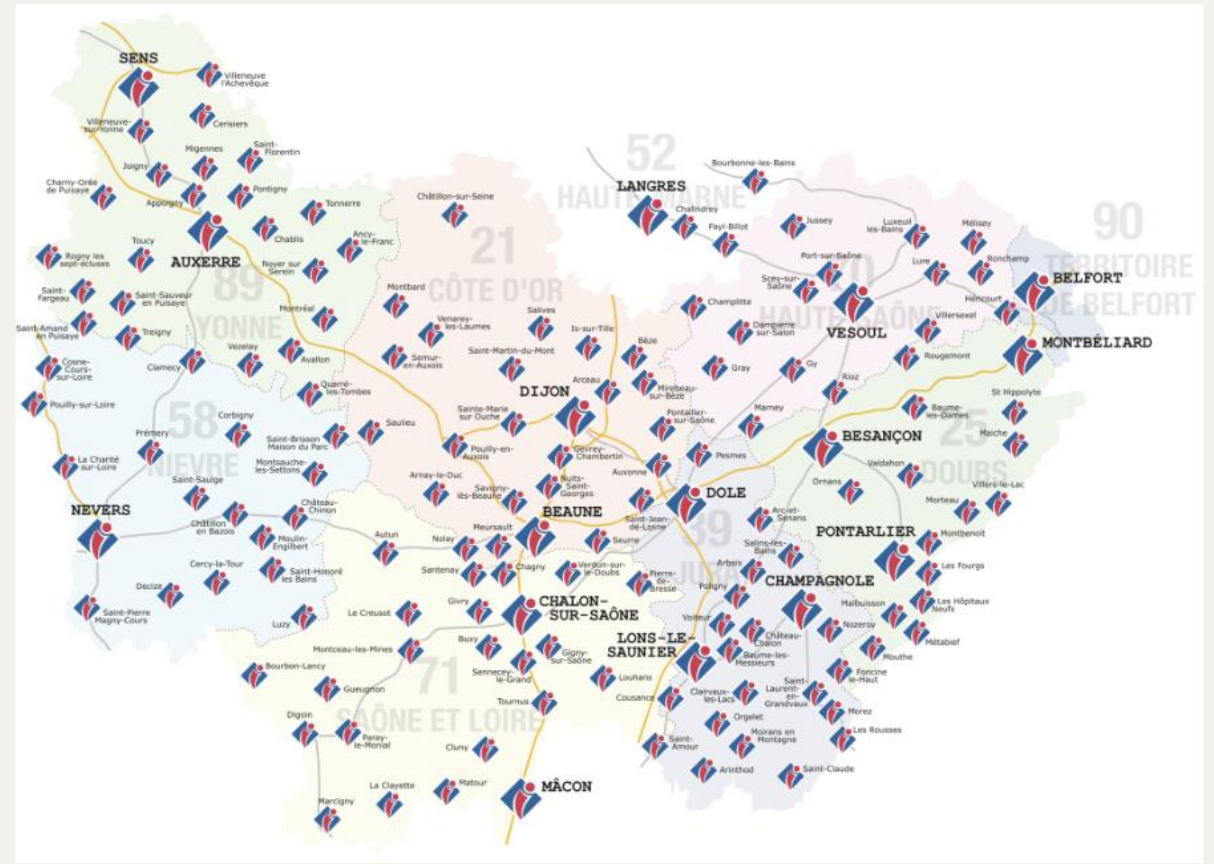 SENS
Villeneuve
l'Achevêque
Villeneuve-
sur-Yonne
Cerisiers
Migennes
Saint-
Florentin
Joigny
Charny-Orée
de Puisaye
Appoigny
Pontigny
Tonnerre
Chablis
Ancy-
le-Franc
Toucy
AUXERRE
Noyer sur
Serein
Rogny les
sept-écluses
Saint-
Fargeau
Saint-Sauveur
en Puisaye
89
YONNE
Montréal
Saint-Amand
en Puisaye
Treigny
Vezelay
Avallon
Quarré-
les-Tombes
52
HAUTE MARNE
LANGRES
Bourbonne-les-Bains
Chalindrey
Fayl-Billot
Jussey
Luxeuil
les-Bains
Mélisey
Port-sur-Saône
Scey-sur-
Saône
Lure
Ronchamp
70
HAUTE SAÔNE
VESOUL
Champlitte
Dampierre
sur-Salon
Villersexel
Héricourt
Gray
Gy
Rioz
Rougemont
Marnay
Pesmes
90
TERRITOIRE
DE BELFORT
BELFORT
MONTBÉLIARD
Châtillon-sur-Seine
21
CÔTE D'OR
Montbard
Venarey-
les-Laumes
Salives
Is-sur-Tille
Semur-
en-Auxois
Saint-Martin-du-Mont
Bèze
Arceau
Mirebeau-
sur-Bèze
DIJON
Sainte-Marie
sur Ouche
Pontailler
-sur-Saône
Saulieu
Pouilly-en-
Auxois
Gevrey-
Chambertin
Auxonne
Arnay-le-Duc
Savigny-
lès-Beaune
Nuits-
Saint-
Georges
Saint-Jean
-de-Losne
BEAUNE
Meursault
Nolay
Seurre
Cosne-
Cours-
sur-Loire
Clamecy
Pouilly-sur-Loire
58
NIEVRE
Corbigny
Prémery
Saint-Brisson
Maison du Parc
La Charité
sur-Loire
Montsauche-
les-Settons
Saint-Saulge
Château-
Chinon
NEVERS
Châtillon
en Bazois
Moulin-
Engilbert
Cercy-la-Tour
Saint-Honoré
les Bains
Decize
Saint-Pierre
Magny-Cours
Luzy
Autun
Santenay
Chagny
Verdun-sur-
le-Doubs
Pierre-
de-
Bresse
Le Creusot
Givry
CHALON-
SUR-SAÔNE
Montceau-les-Mines
Buxy
Gigny-
sur-Saône
Sennecey-
le-Grand
Bourbon-Lancy
Gueugnon
71
SAÔNE ET LOIRE
Louhans
Tournus
Digoin
Paray-
le-Monial
Cluny
La Clayette
Matour
MÂCON
Marcigny
St Hippolyte
Baume-
les-Dames
BESANÇON
25
DOUBS
Maîche
Valdahon
Ornans
Villers-le-Lac
Morteau
PONTARLIER
Montbenoit
Les Fourgs
Malbuisson
Les Hôpitaux
Neufs
Métabief
Mouthe
DOLE
39
JURA
Arc-et-
Senans
Salins-les-
Bains
Arbois
CHAMPAGNOLE
Poligny
Voiteur
Nozeroy
Château-
Chalon
LONS-LE-
SAUNIER
Baume-les-
Messieurs
Foncine
le-Haut
Cousance
Clairvaux-
les-Lacs
Saint-
Laurent-
en-
Grandvaux
Morez
Orgelet
Les Rousses
Saint-
Amour
Moirans en
Montagne
Arinthod
Saint-Claude